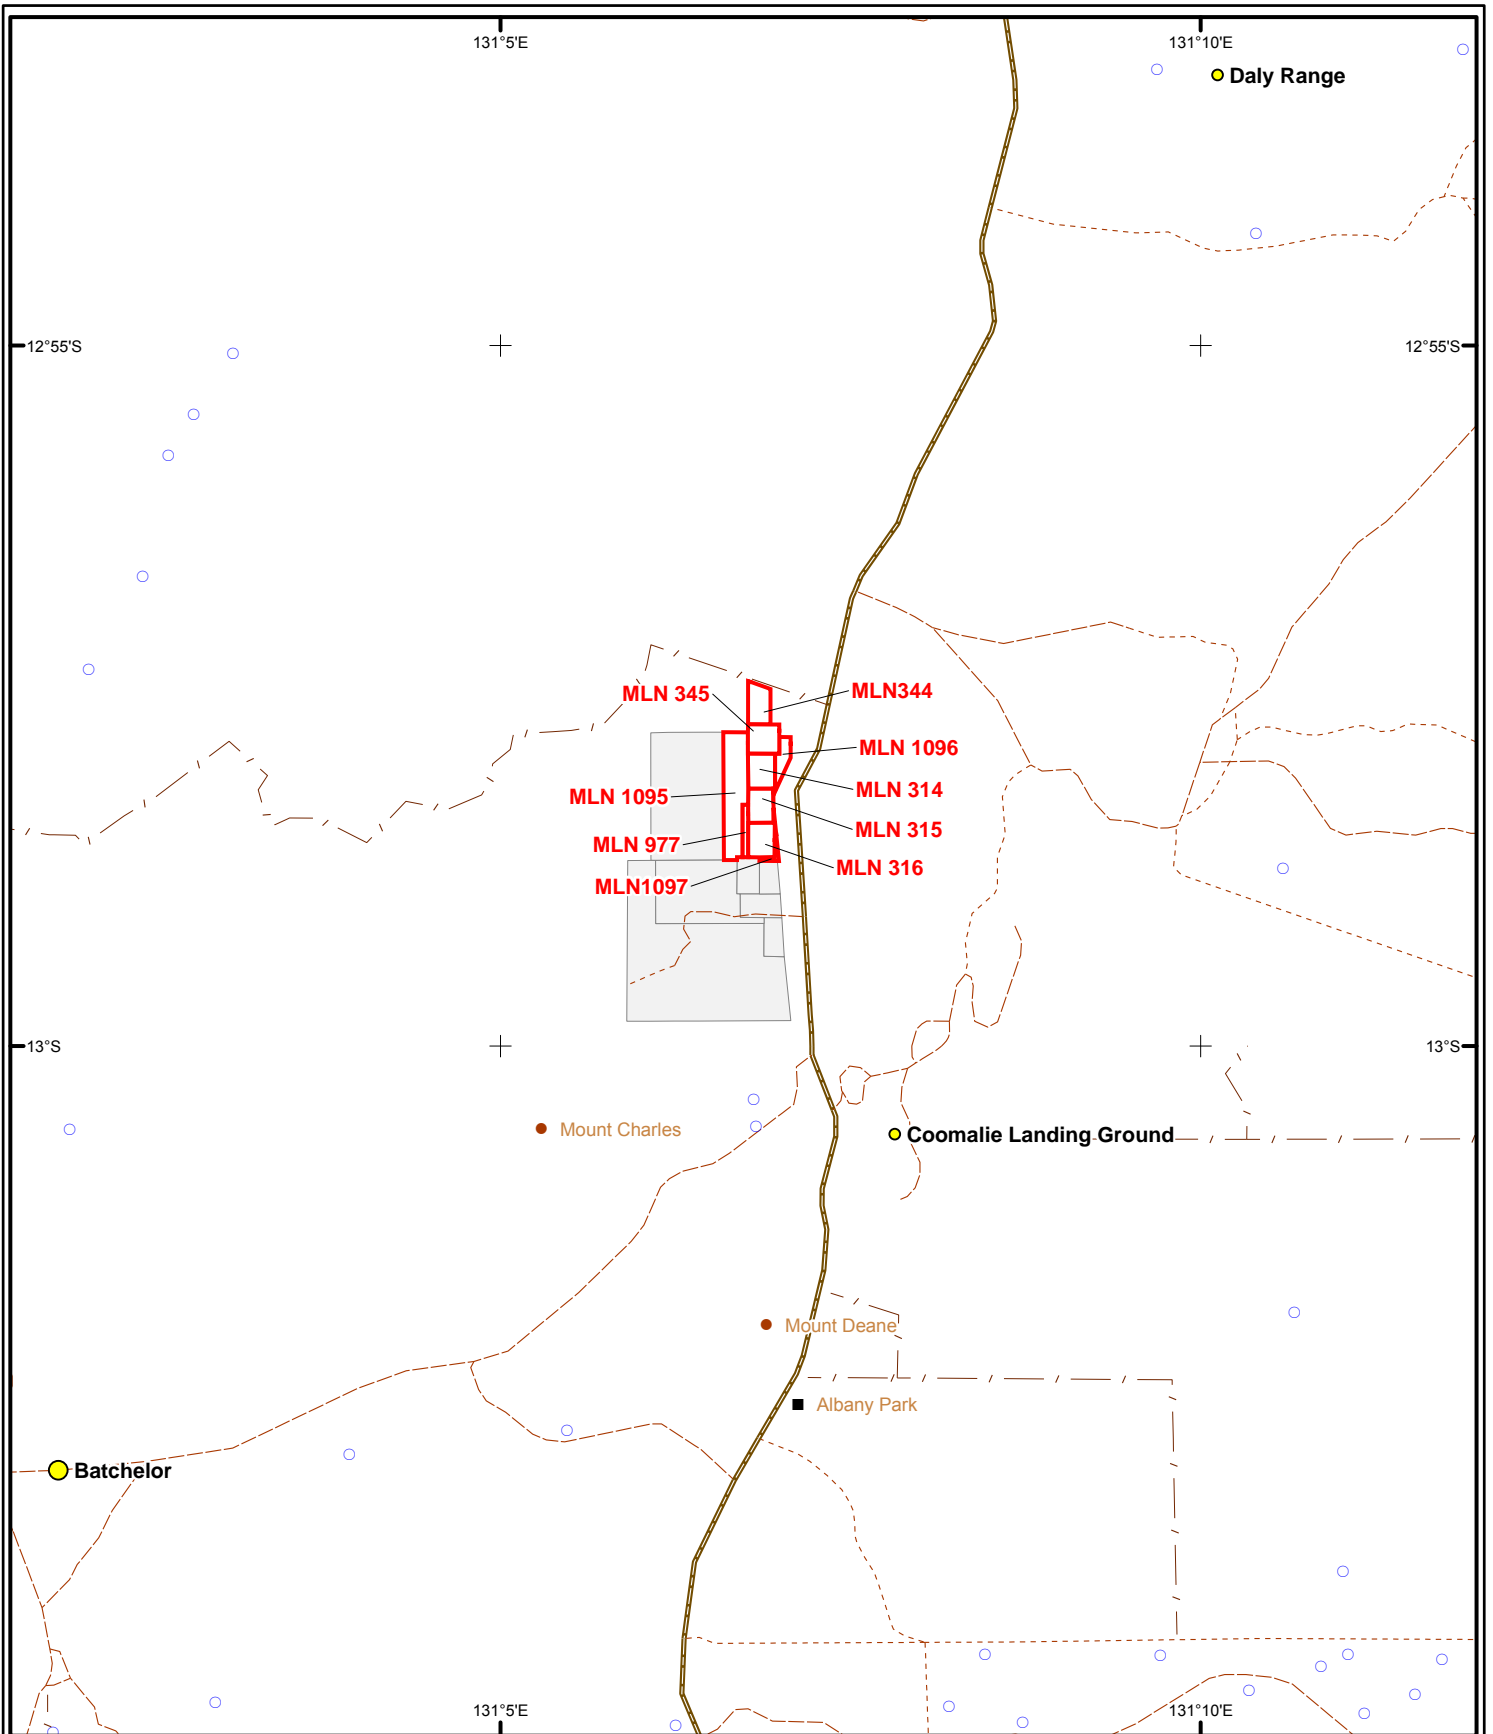 131°5'E
131°10'E
Daly Range
12°55'S
12°55'S
MLN 345
MLN344
MLN 1096
MLN 314
MLN 1095
MLN 315
MLN 977
MLN 316
MLN1097
13°S
13°S
Mount Charles
Coomalie Landing Ground
Mount Deane
Albany Park
Batchelor
131°5'E
131°10'E